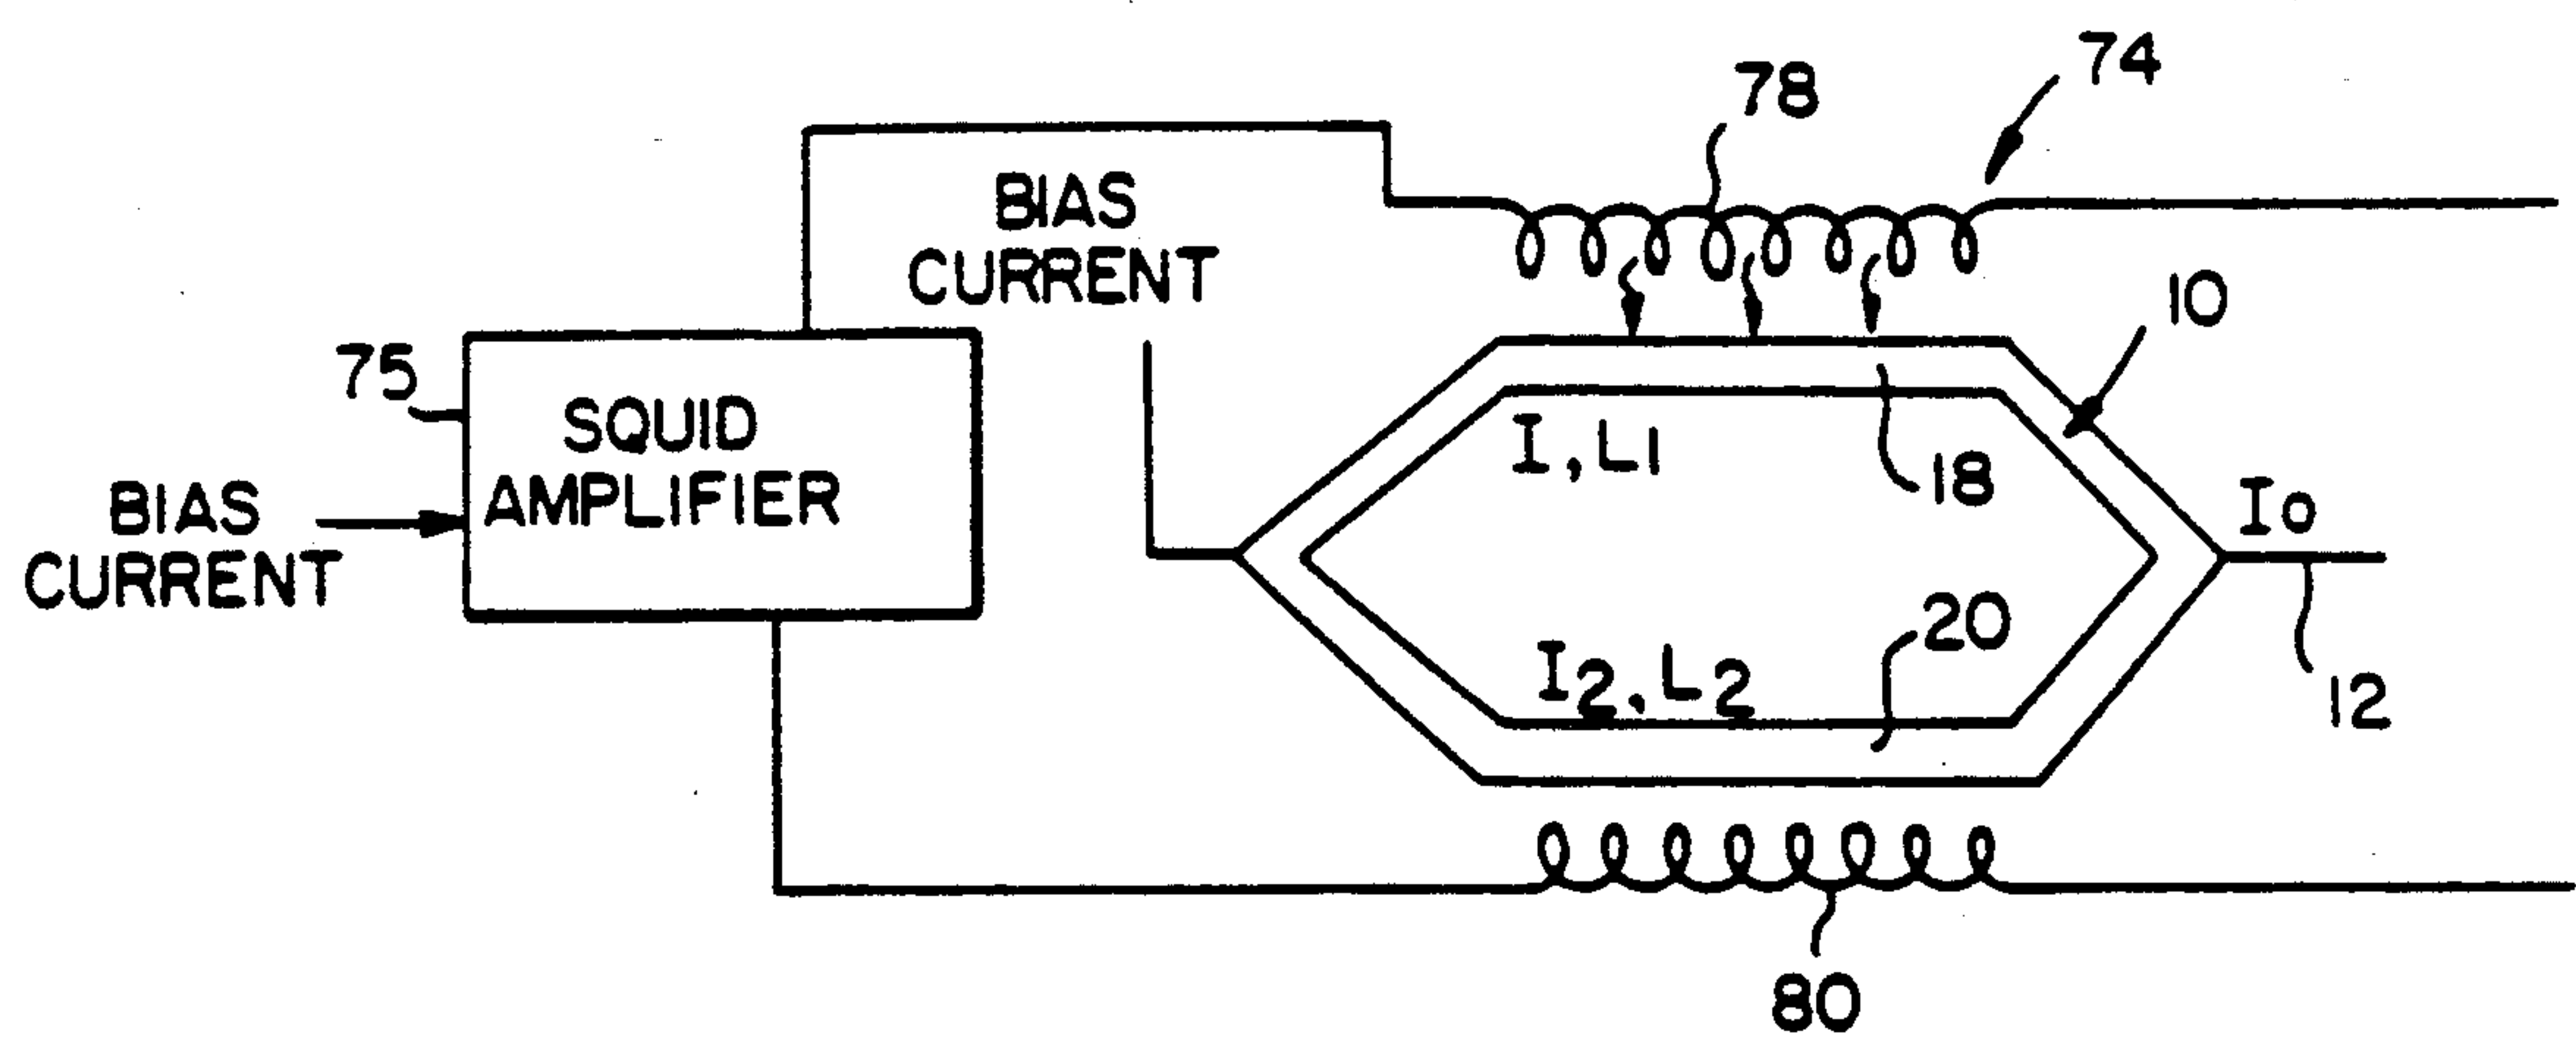 74
78
BIAS
CURRENT
10
75
SQUID
AMPLIFIER
I, L1
18
BIAS
CURRENT
Io
20
I2, L2
12
80